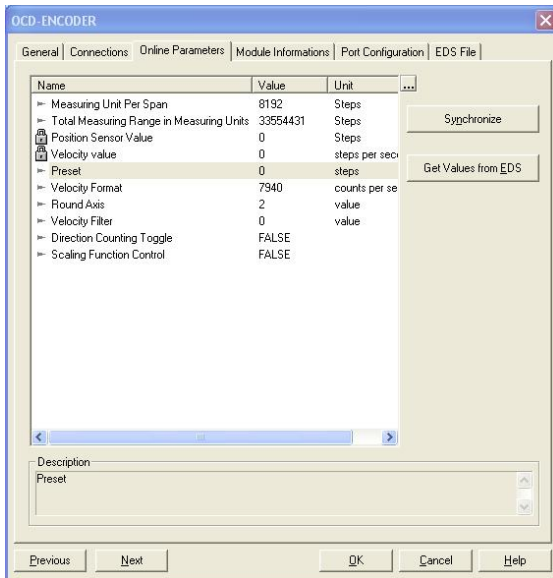 OCD-ENCODER
General Connections Online Parameters Module Informations Port Configuration EDS File
Name Value Unit ...
Measuring Unit Per Span 8192 Steps
Total Measuring Range in Measuring Units 33554431 Steps
Position Sensor Value 0 Steps
Velocity value 0 steps per seco
Preset 0 steps
Velocity Format 7940 counts per se
Round Axis 2 value
Velocity Filter 0 value
Direction Counting Toggle FALSE
Scaling Function Control FALSE
Synchronize
Get Values from EDS
Description
Preset
Previous Next OK Cancel Help